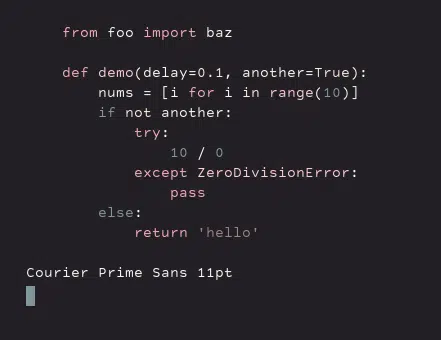 from foo import baz
def demo(delay=0.1, another=True):
nums = [i for i in range(10)]
if not another:
try:
10 / 0
except ZeroDivisionError:
pass
else:
return 'hello'
Courier Prime Sans 11pt